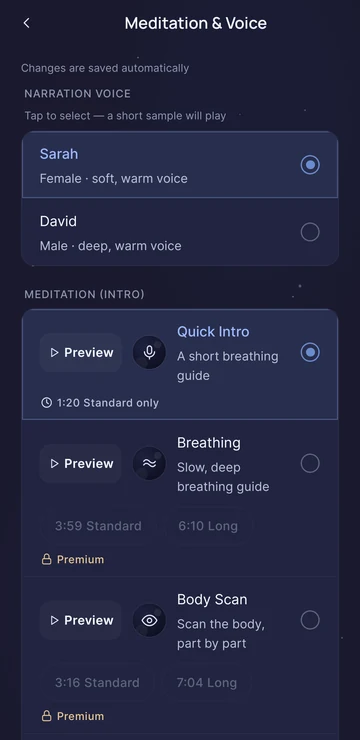 Meditation & Voice
Changes are saved automatically
NARRATION VOICE
Tap to select — a short sample will play
Sarah
Female · soft, warm voice
David
Male · deep, warm voice
MEDITATION (INTRO)
Preview
Quick Intro
A short breathing
guide
1:20 Standard only
Preview
Breathing
Slow, deep
breathing guide
3:59 Standard
6:10 Long
Premium
Preview
Body Scan
Scan the body,
part by part
3:16 Standard
7:04 Long
Premium